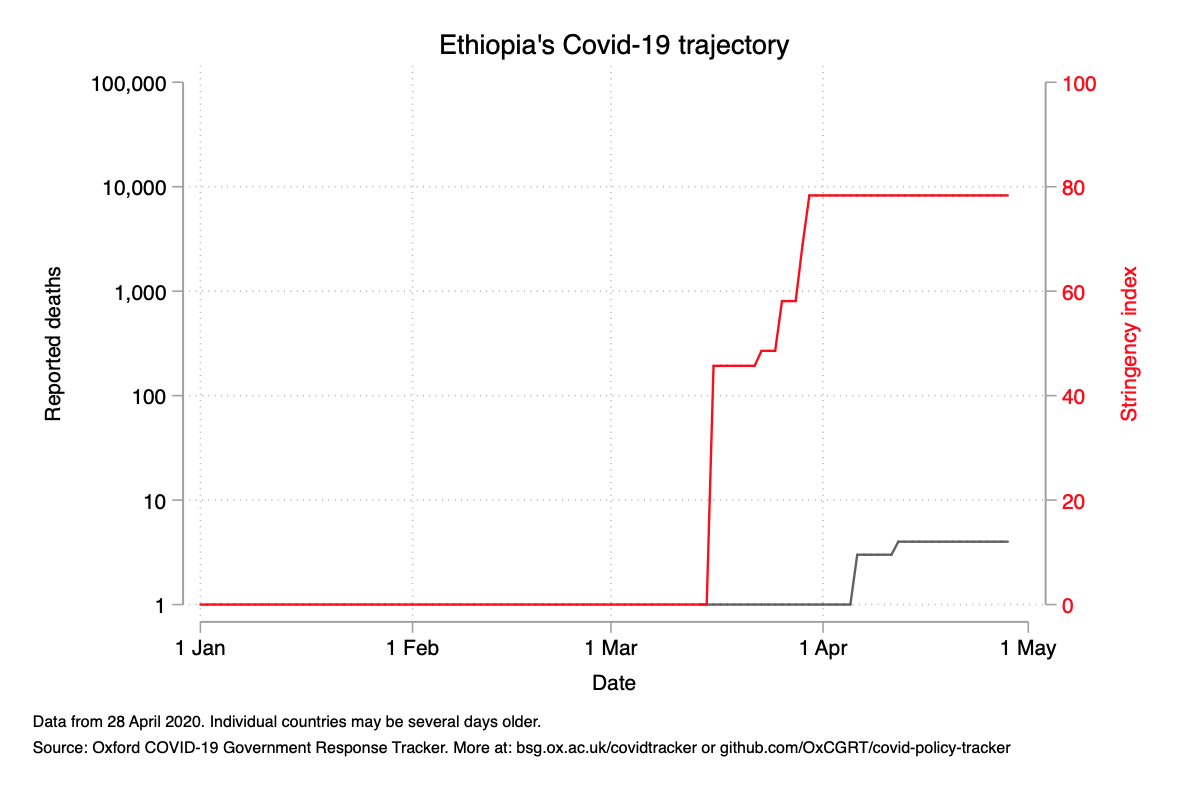 Ethiopia's Covid-19 trajectory
100,000
10,000
1,000
100
10
1
Reported deaths
100
80
60
40
20
0
Stringency index
1 Jan
1 Feb
1 Mar
1 Apr
1 May
Date
Data from 28 April 2020. Individual countries may be several days older.
Source: Oxford COVID-19 Government Response Tracker. More at: bsg.ox.ac.uk/covidtracker or github.com/OxCGRT/covid-policy-tracker